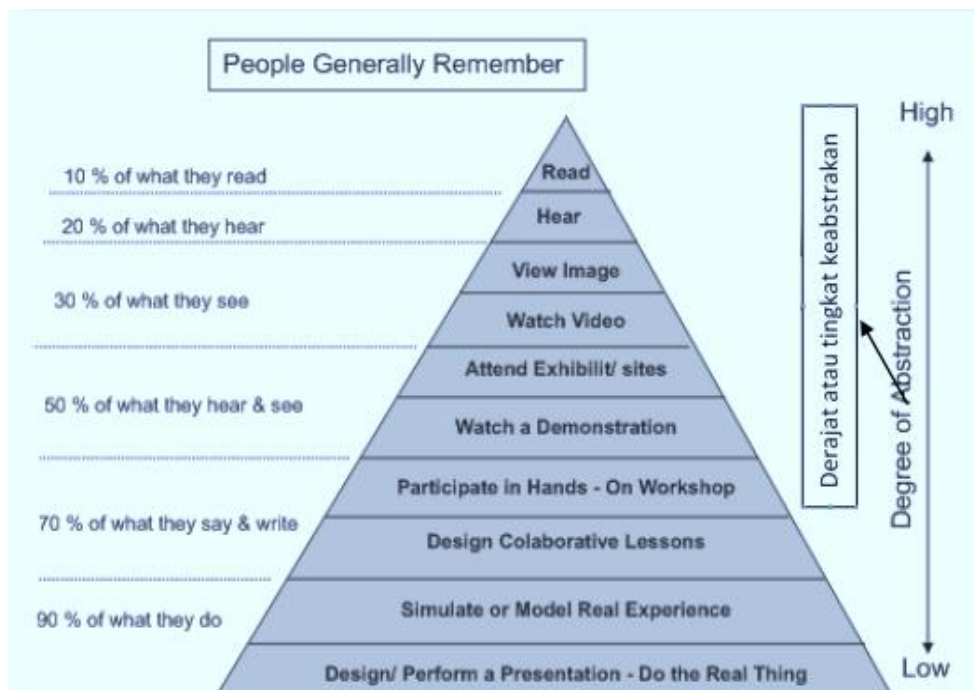 People Generally Remember
High
10 % of what they read
Read
20 % of what they hear
Hear
30 % of what they see
View Image
Watch Video
50 % of what they hear & see
Attend Exhibilit/ sites
Watch a Demonstration
70 % of what they say & write
Participate in Hands - On Workshop
Design Colaborative Lessons
90 % of what they do
Simulate or Model Real Experience
Design/ Perform a Presentation - Do the Real Thing
Derajat atau tingkat keabstrakan
Degree of Abstraction
Low